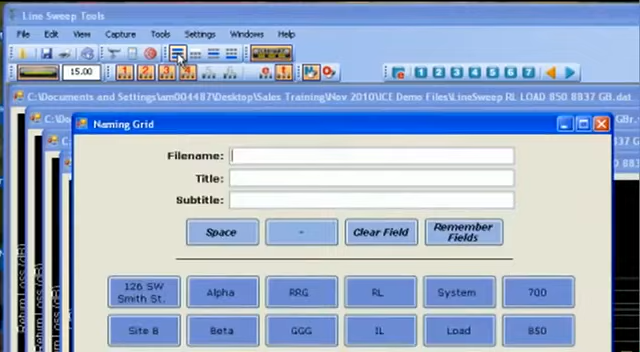 Line Sweep Tools
File Edit View Capture Tools Settings Windows Help
15.00
1 2 3 4 5 6 7
C:\Documents and Settings\am004487\Desktop\Sales Training\Nov 2010\ICE Demo Files\LineSweep RL LOAD 850 8837 GB.dat
Naming Grid
Filename:
Title:
Subtitle:
Space - Clear Field Remember Fields
126 SW Smith St. Alpha RRG RL System 700
Site B Beta GGG IL Load 850
Return Loss (dB)
Return Loss (dB)